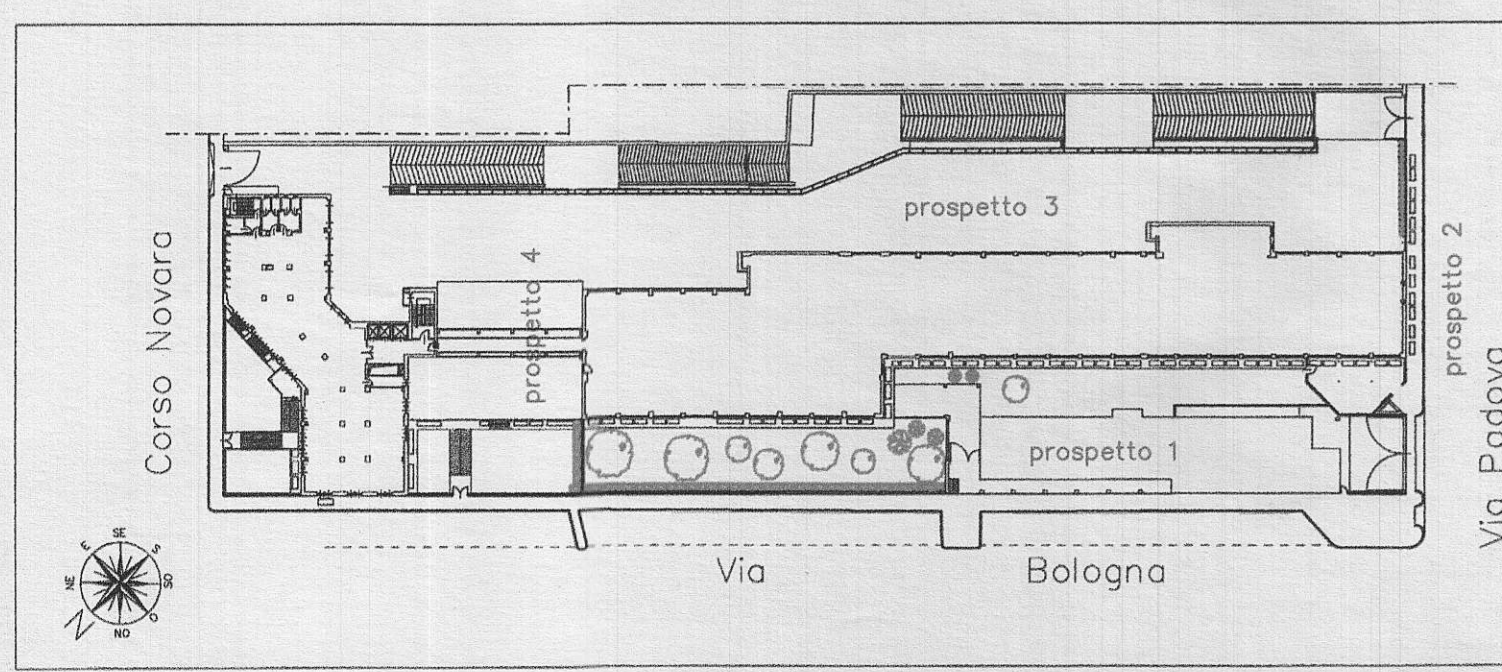 prospetto 3
prospetto 4
prospetto 2
Corso Novara
prospetto 1
Via Padova
Via Bologna
SE
E
S
NE
SO
N
O
NO